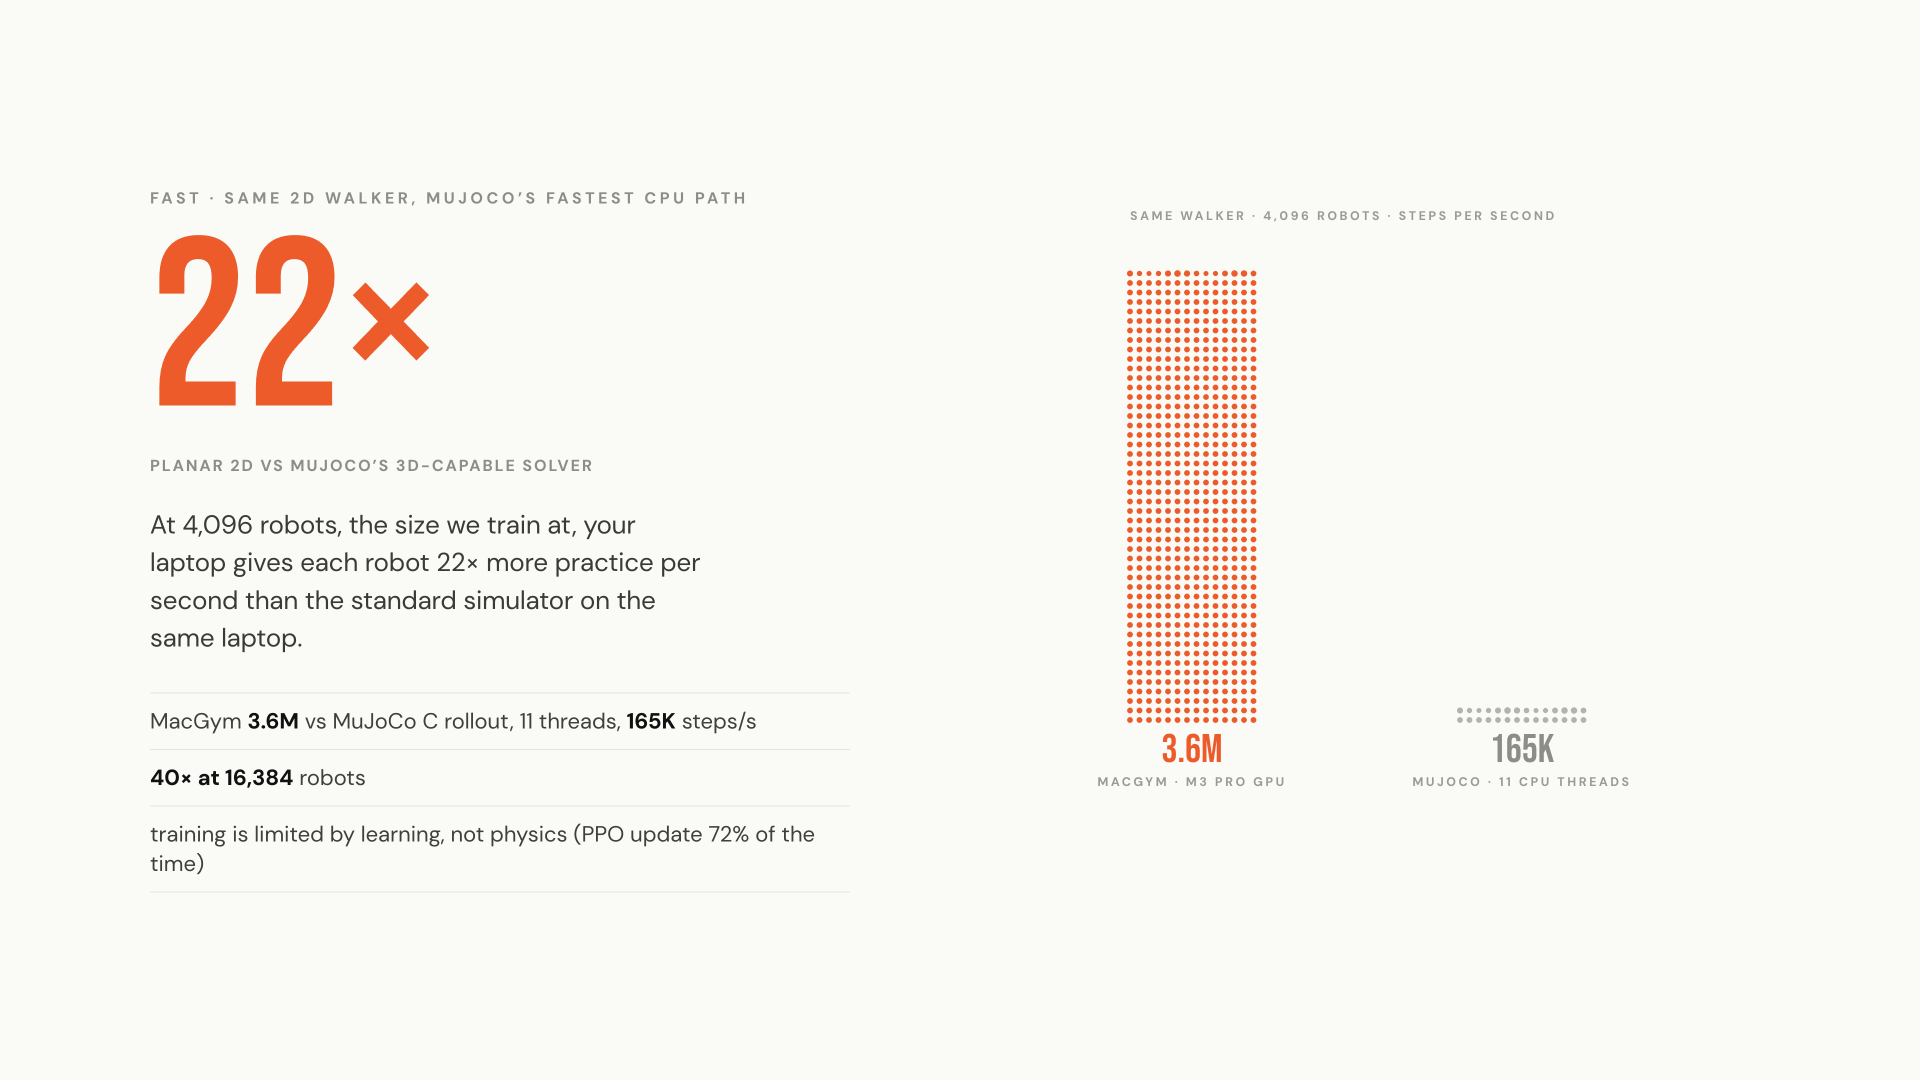 FAST · SAME 2D WALKER, MUJOCO’S FASTEST CPU PATH
22×
PLANAR 2D VS MUJOCO’S 3D-CAPABLE SOLVER
At 4,096 robots, the size we train at, your
laptop gives each robot 22× more practice per
second than the standard simulator on the
same laptop.
MacGym 3.6M vs MuJoCo C rollout, 11 threads, 165K steps/s
40× at 16,384 robots
training is limited by learning, not physics (PPO update 72% of the
time)
SAME WALKER · 4,096 ROBOTS · STEPS PER SECOND
3.6M
MACGYM · M3 PRO GPU
165K
MUJOCO · 11 CPU THREADS